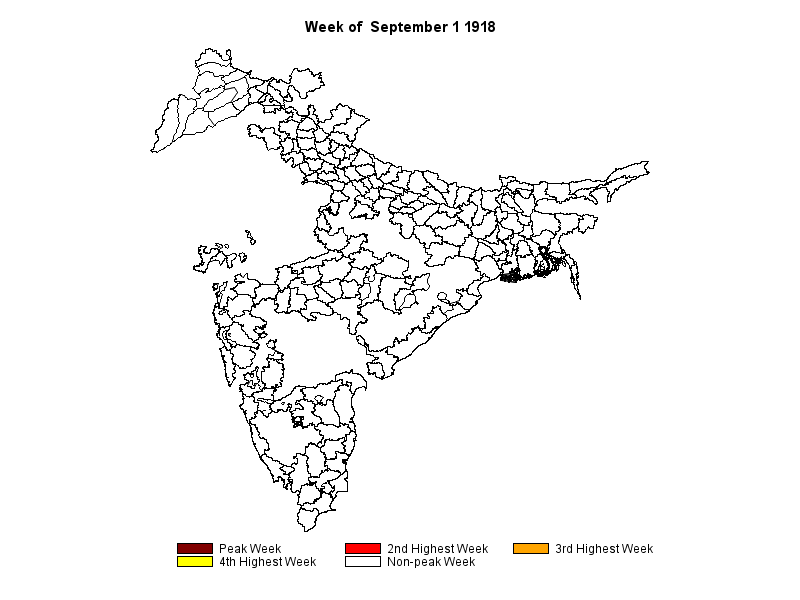 Week of  September 1 1918
Peak Week 2nd Highest Week 3rd Highest Week
4th Highest Week Non-peak Week